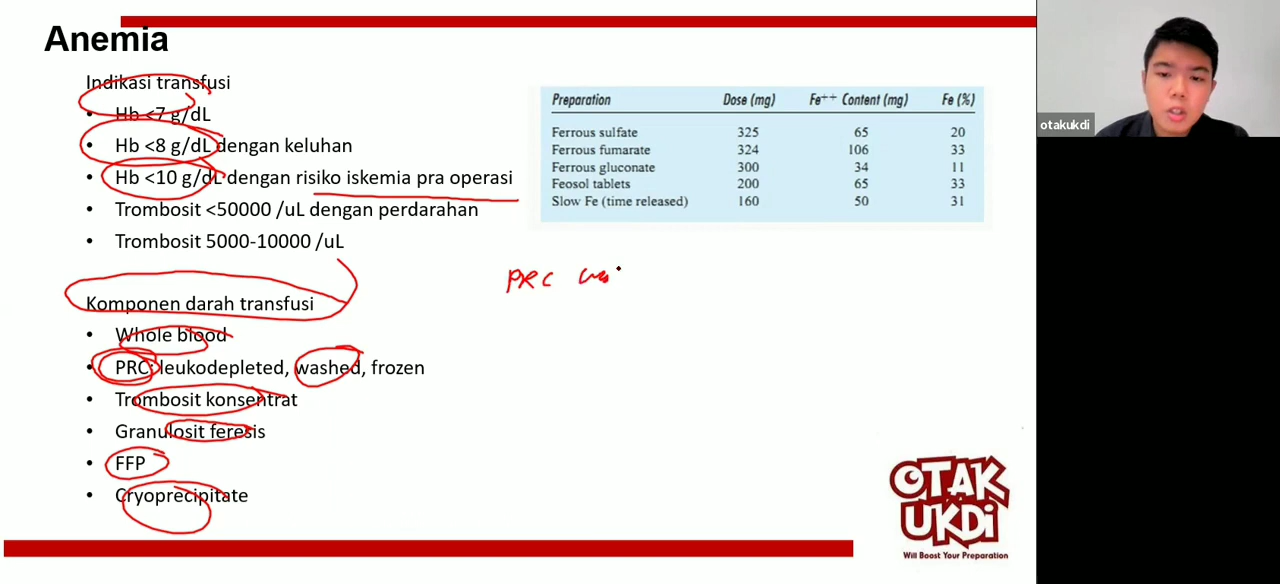 Anemia
Indikasi transfusi
• Hb <7 g/dL
• Hb <8 g/dL dengan keluhan
• Hb <10 g/dL dengan risiko iskemia pra operasi
• Trombosit <50000 /uL dengan perdarahan
• Trombosit 5000-10000 /uL
Komponen darah transfusi
• Whole blood
• PRC: leukodepleted, washed, frozen
• Trombosit konsentrat
• Granulosit feresis
• FFP
• Cryoprecipitate
Preparation Dose (mg) Fe++ Content (mg) Fe (%)
Ferrous sulfate 325 65 20
Ferrous fumarate 324 106 33
Ferrous gluconate 300 34 11
Feosol tablets 200 65 33
Slow Fe (time released) 160 50 31
PRC
OTAK
UKDi
Will Boost Your Preparation
otakukdi